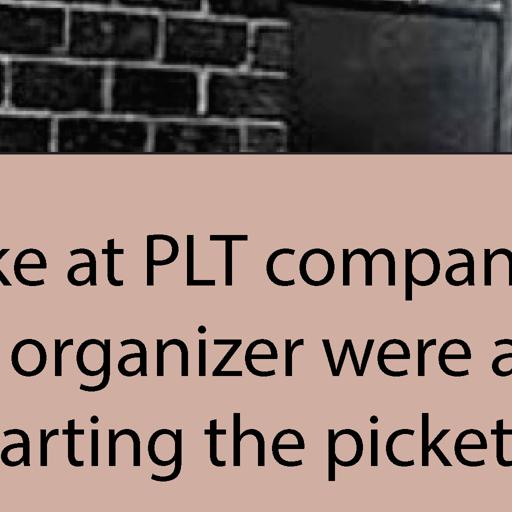 ke at PLT compan
organizer were a
arting the picket